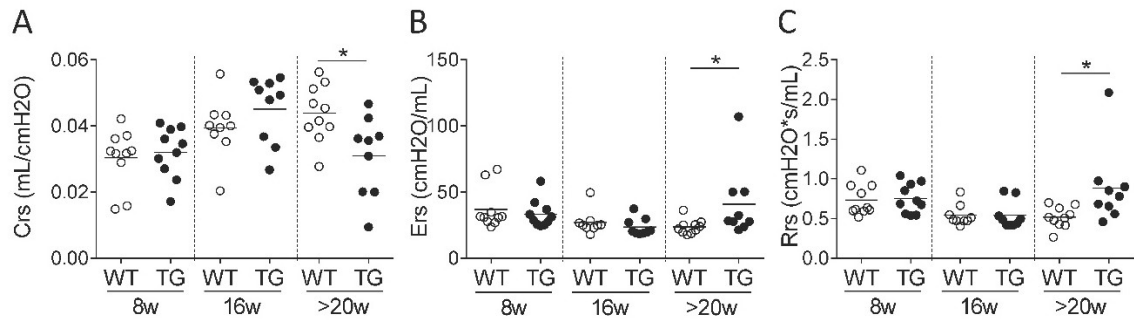 A
Crs (mL/cmH2O)
0.06
0.04
0.02
0.00
*
WT TG WT TG WT TG
8w 16w >20w
B
Ers (cmH2O/mL)
150
100
50
0
*
WT TG WT TG WT TG
8w 16w >20w
C
Rrs (cmH2O*s/mL)
2.5
2.0
1.5
1.0
0.5
0.0
*
WT TG WT TG WT TG
8w 16w >20w